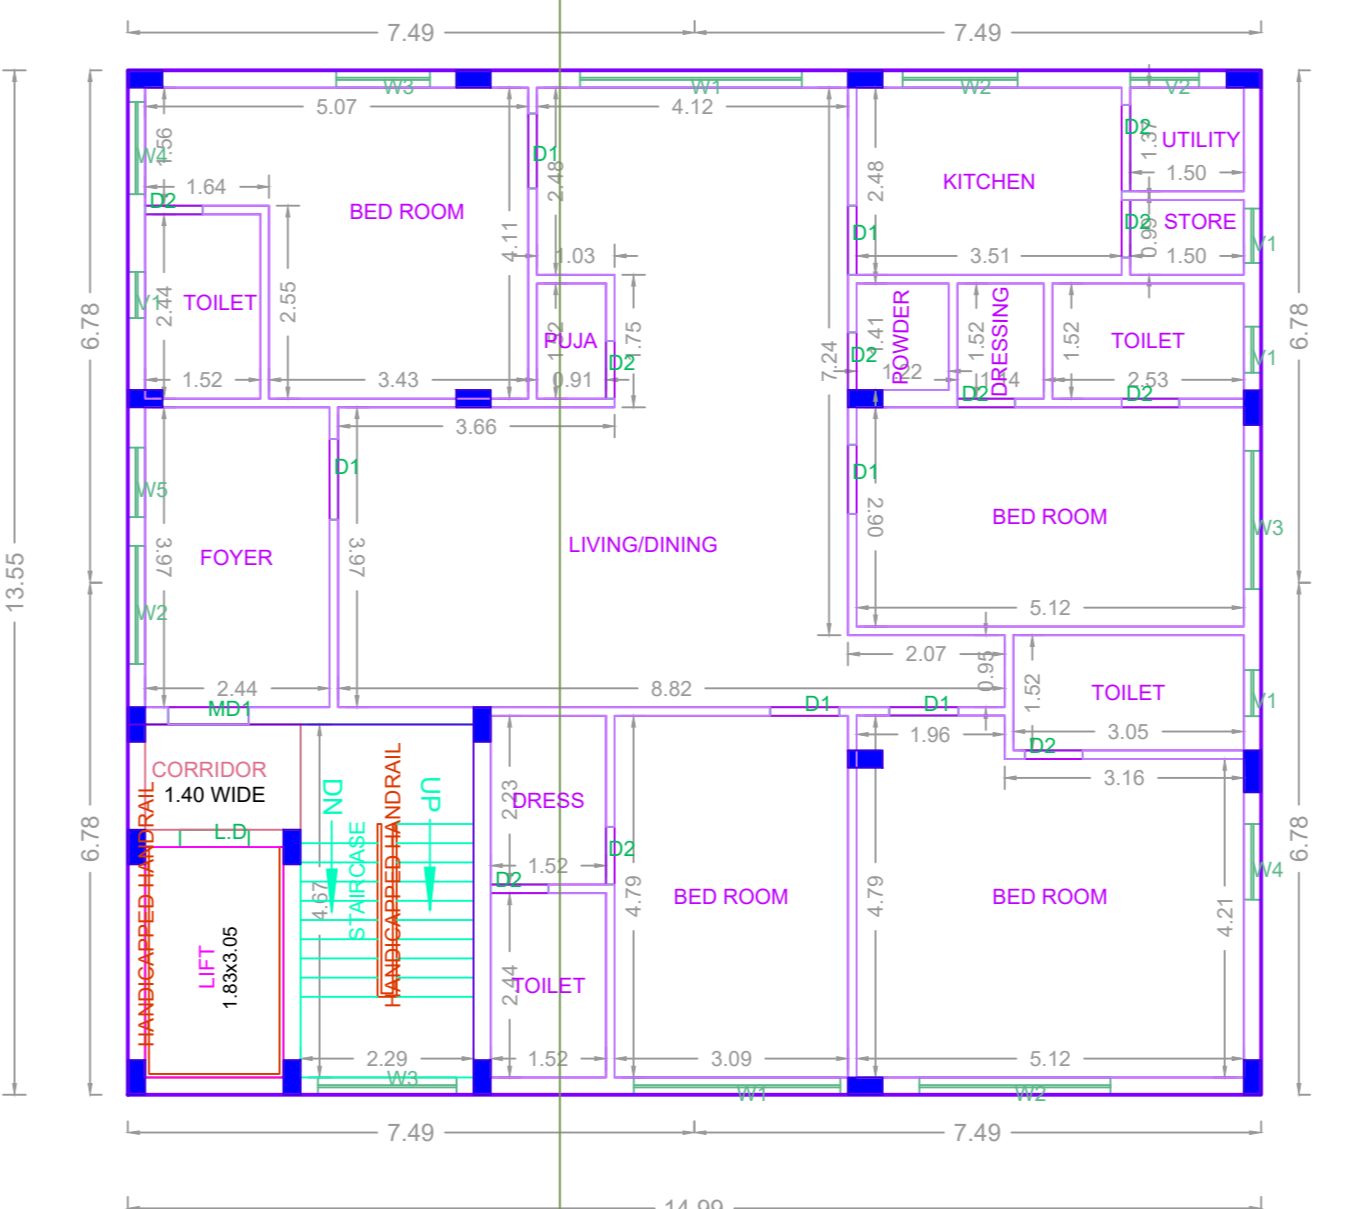 7.49
7.49
W3
W1
W2
V2
5.07
4.12
D2
1.37
UTILITY
W4
1.56
D1
2.48
2.48
KITCHEN
1.50
1.64
D2
BED ROOM
D2
STORE
0.99
4.11
D1
V1
1.03
3.51
1.50
V1
2.44
TOILET
2.55
6.78
6.78
PUJA
1.75
D2
7.24
D2
1.41
POWDER
1.52
DRESSING
1.52
TOILET
V1
1.52
3.43
0.91
1.22
2.53
D2
D2
3.66
D1
D1
W5
2.90
BED ROOM
W3
FOYER
3.97
3.97
LIVING/DINING
13.55
W2
5.12
2.07
0.95
1.52
TOILET
V1
2.44
8.82
MD1
D1
D1
1.96
3.05
D2
CORRIDOR
1.40 WIDE
3.16
DN
UP
DRESS
2.23
L.D
HANDICAPPED HANDRAIL
STAIRCASE
HANDICAPPED HANDRAIL
6.78
6.78
D2
1.52
D2
W4
4.67
4.79
BED ROOM
4.79
BED ROOM
4.21
LIFT
1.83x3.05
TOILET
2.44
2.29
1.52
3.09
5.12
W3
W1
W2
7.49
7.49
14.99